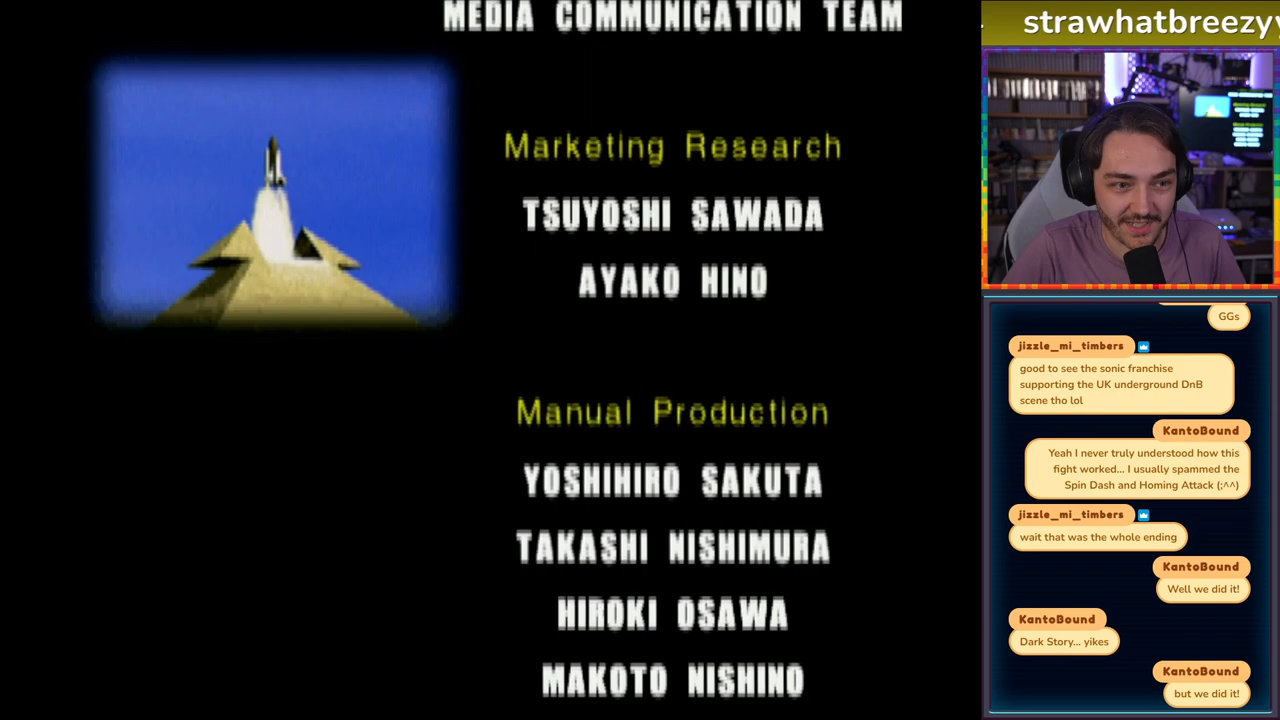 MEDIA COMMUNICATION TEAM
Marketing Research
TSUYOSHI SAWADA
AYAKO HINO
Manual Production
YOSHIHIRO SAKUTA
TAKASHI NISHIMURA
HIROKI OSAWA
MAKOTO NISHINO
strawhatbreezyy
GGs
jizzle_mi_timbers
good to see the sonic franchise
supporting the UK underground DnB
scene tho lol
KantoBound
Yeah I never truly understood how this
fight worked... I usually spammed the
Spin Dash and Homing Attack (;^^)
jizzle_mi_timbers
wait that was the whole ending
KantoBound
Well we did it!
KantoBound
Dark Story... yikes
KantoBound
but we did it!